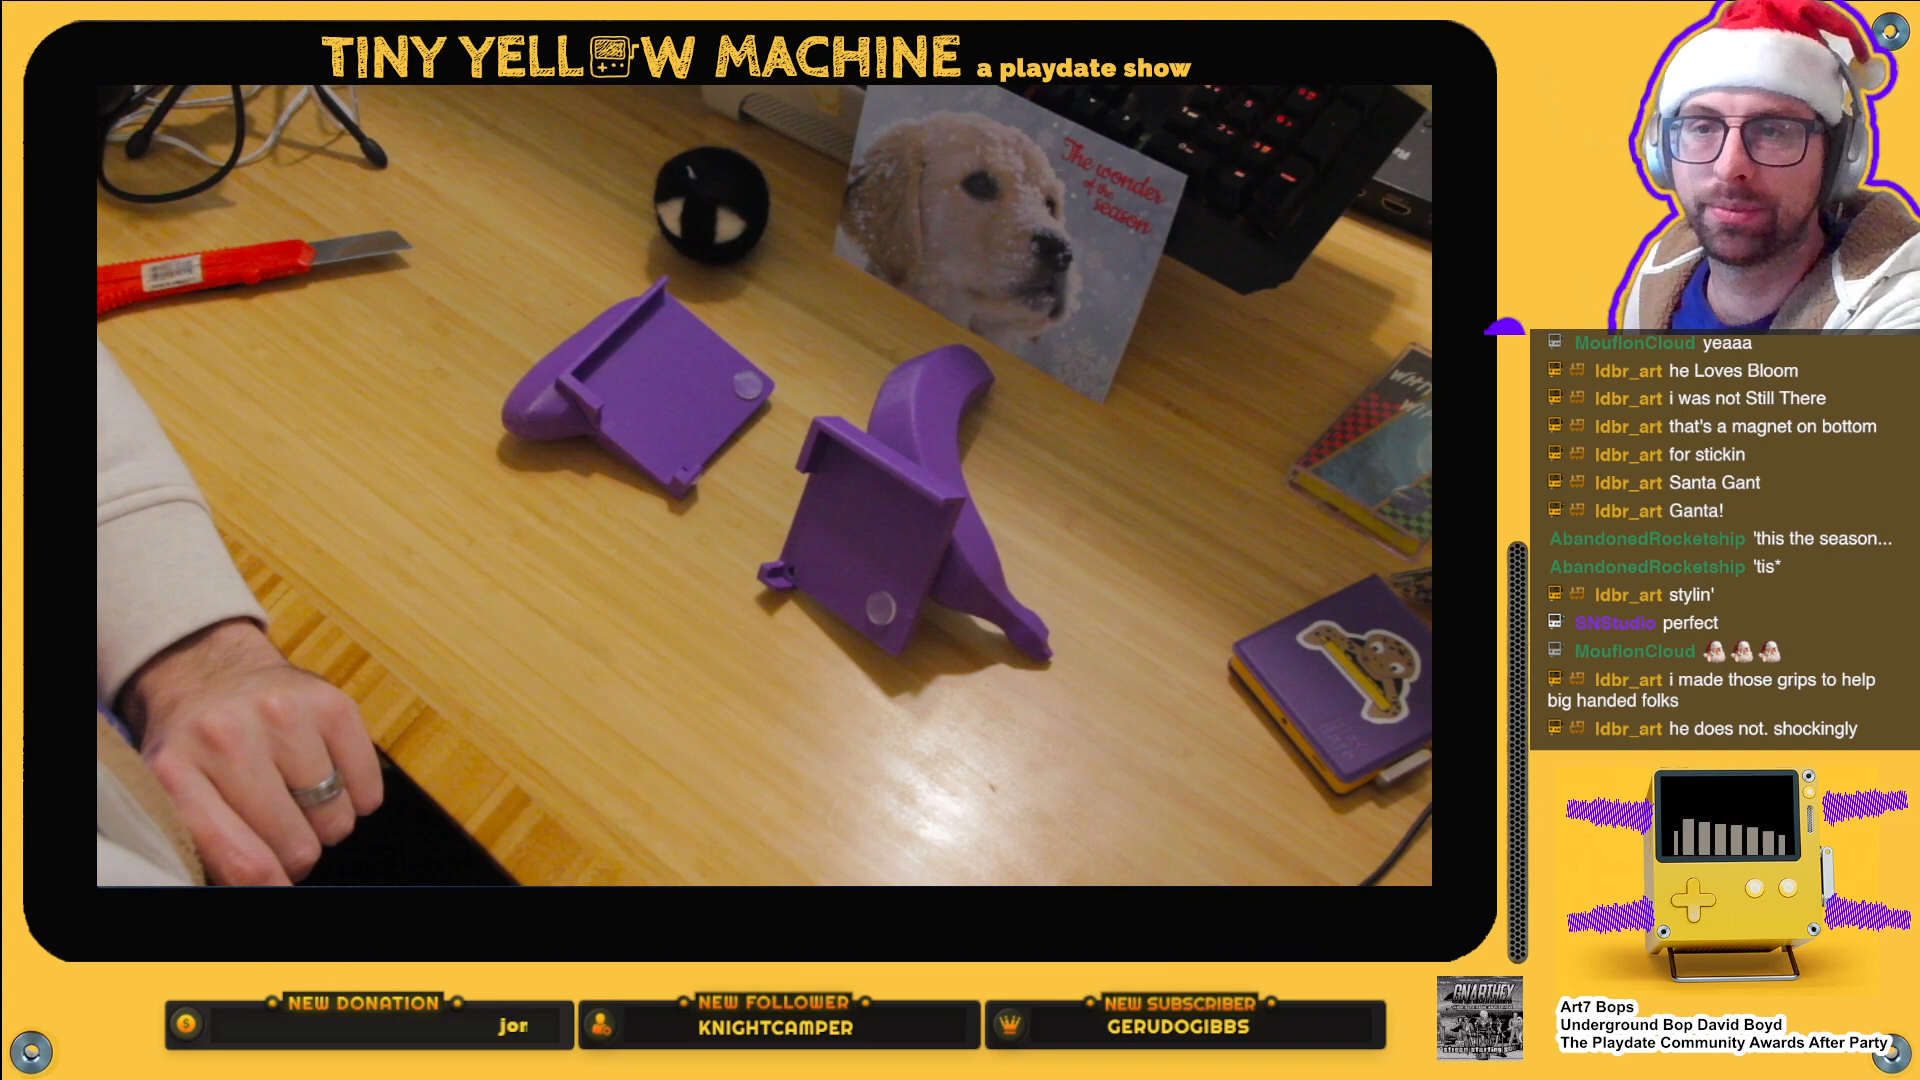 TINY YELLOW MACHINE a playdate show
The wonder
of the
season
MouflonCloud yeaaa
ldbr_art he Loves Bloom
ldbr_art i was not Still There
ldbr_art that's a magnet on bottom
ldbr_art for stickin
ldbr_art Santa Gant
ldbr_art Ganta!
AbandonedRocketship 'this the season...
AbandonedRocketship 'tis*
ldbr_art stylin'
SNStudio perfect
MouflonCloud
ldbr_art i made those grips to help
big handed folks
ldbr_art he does not. shockingly
NEW DONATION
jor
NEW FOLLOWER
KNIGHTCAMPER
NEW SUBSCRIBER
GERUDOGIBBS
GNARTHEX
Art7 Bops
Underground Bop David Boyd
The Playdate Community Awards After Party